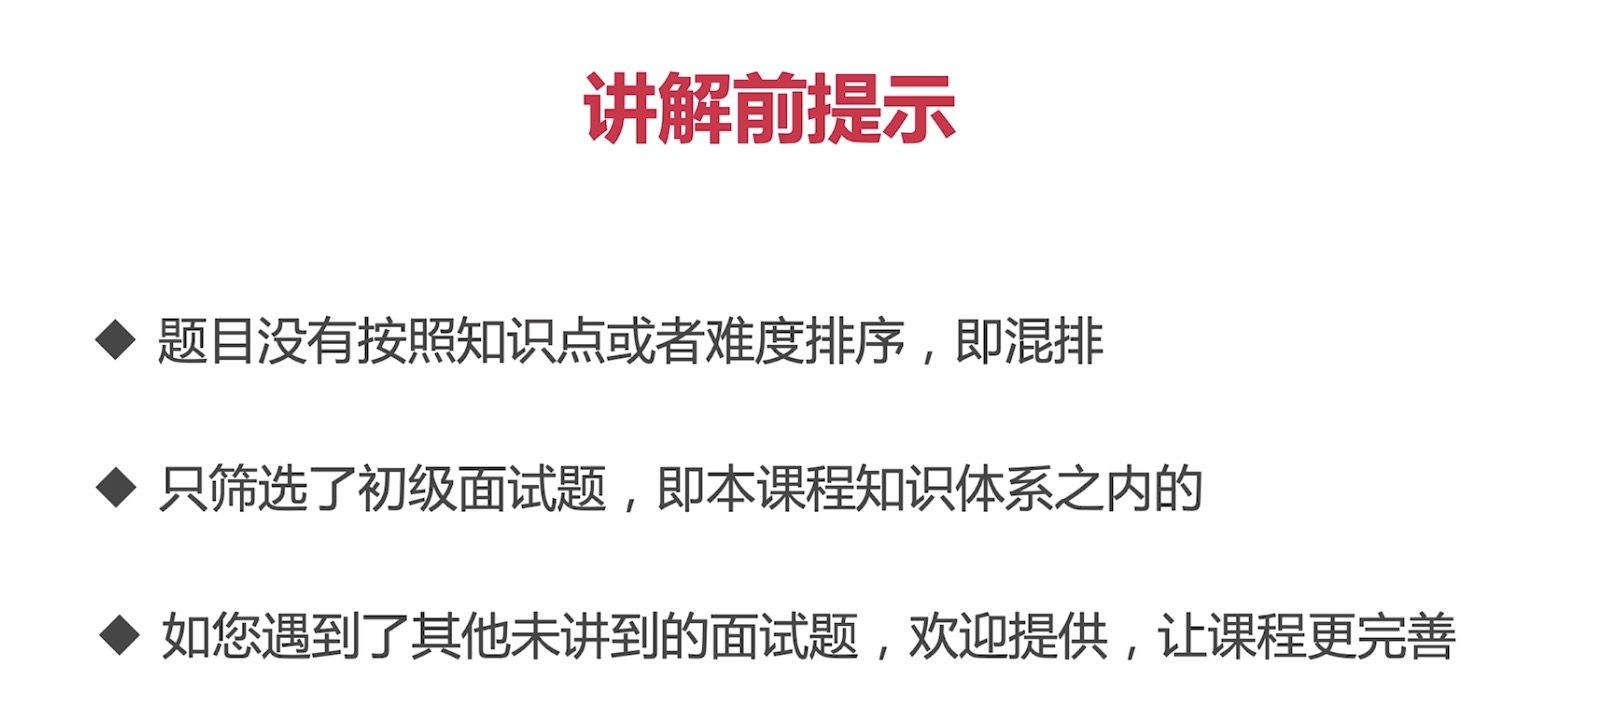 讲解前提示
◆ 题目没有按照知识点或者难度排序，即混排
◆ 只筛选了初级面试题，即本课程知识体系之内的
◆ 如您遇到了其他未讲到的面试题，欢迎提供，让课程更完善